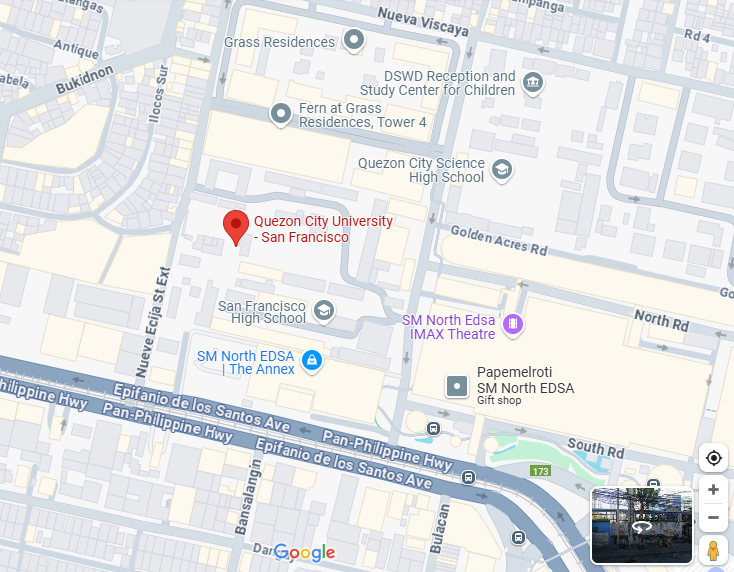 Nueva Viscaya
Grass Residences
Rd 4
Antique
Bukidnon
Ilocos Sur
DSWD Reception and
Study Center for Children
Fern at Grass
Residences, Tower 4
Quezon City Science
High School
Quezon City University
- San Francisco
Golden Acres Rd
Nueve Ecija St Ext
San Francisco
High School
SM North Edsa
IMAX Theatre
North Rd
SM North EDSA
| The Annex
Papemelroti
SM North EDSA
Gift shop
Epifanio de los Santos Ave
Pan-Philippine Hwy
Philippine Hwy
Pan-Philippine Hwy
Epifanio de los Santos Ave
South Rd
173
Bansalangin
Bulacan
Google